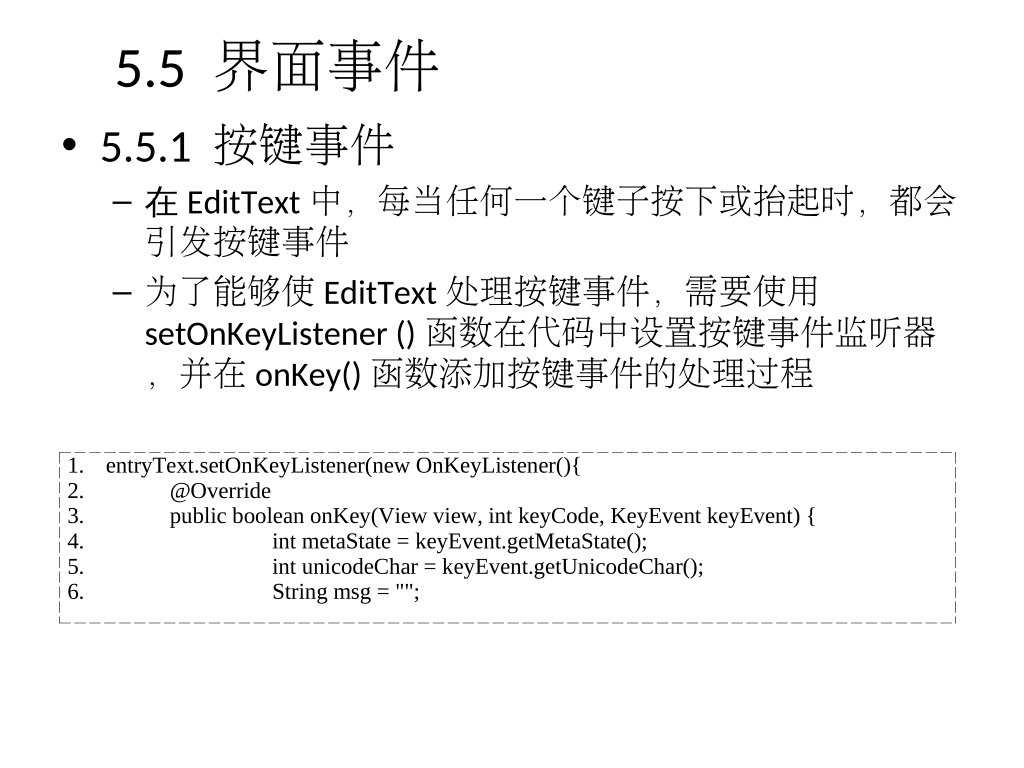 5.5 界面事件
• 5.5.1 按键事件
– 在 EditText 中，每当任何一个键子按下或抬起时，都会
引发按键事件
– 为了能够使 EditText 处理按键事件，需要使用
setOnKeyListener () 函数在代码中设置按键事件监听器
，并在 onKey() 函数添加按键事件的处理过程
1. entryText.setOnKeyListener(new OnKeyListener(){
2. @Override
3. public boolean onKey(View view, int keyCode, KeyEvent keyEvent) {
4. int metaState = keyEvent.getMetaState();
5. int unicodeChar = keyEvent.getUnicodeChar();
6. String msg = "";